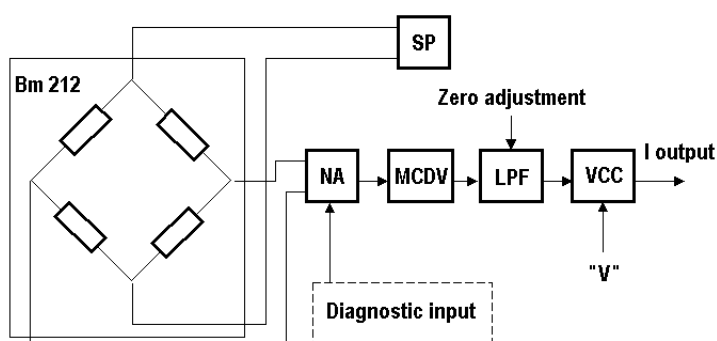 SP
Bm 212
Zero adjustment
I output
NA
MCDV
LPF
VCC
"V"
Diagnostic input